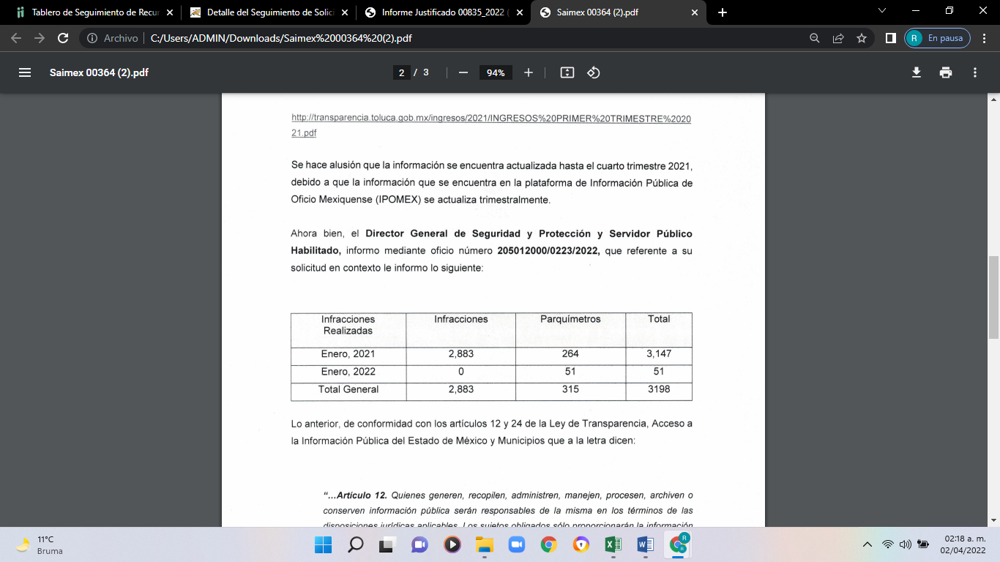 Tablero de Seguimiento de Recur
Detalle del Seguimiento de Solici
Informe Justificado 00835_2022 (
Saimex 00364 (2).pdf
Archivo
C:/Users/ADMIN/Downloads/Saimex%2000364%20(2).pdf
R
En pausa
Saimex 00364 (2).pdf
2 / 3
94%
http://transparencia.toluca.gob.mx/ingresos/2021/INGRESOS%20PRIMER%20TRIMESTRE%2020
21.pdf
Se hace alusión que la información se encuentra actualizada hasta el cuarto trimestre 2021,
debido a que la información que se encuentra en la plataforma de Información Pública de
Oficio Mexiquense (IPOMEX) se actualiza trimestralmente.
Ahora bien, el Director General de Seguridad y Protección y Servidor Público
Habilitado, informo mediante oficio número 205012000/0223/2022, que referente a su
solicitud en contexto le informo lo siguiente:
Infracciones Realizadas Infracciones Parquímetros Total
Enero, 2021 2,883 264 3,147
Enero, 2022 0 51 51
Total General 2,883 315 3198
Lo anterior, de conformidad con los artículos 12 y 24 de la Ley de Transparencia, Acceso a
la Información Pública del Estado de México y Municipios que a la letra dicen:
“…Artículo 12. Quienes generen, recopilen, administren, manejen, procesen, archiven o
conserven información pública serán responsables de la misma en los términos de las
disposiciones jurídicas aplicables. Los sujetos obligados sólo proporcionarán la información
11°C
Bruma
R
R
02:18 a. m.
02/04/2022